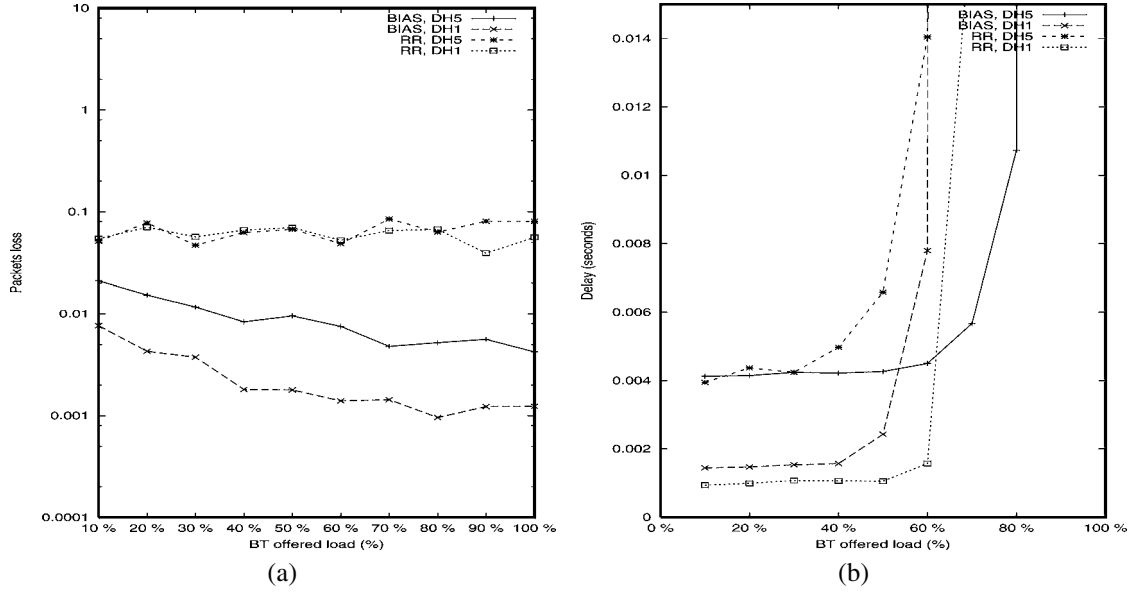 10
1
0.1
0.01
0.001
0.0001
Packets loss
BIAS, DH5
BIAS, DH1
RR, DH5
RR, DH1
10 % 20 % 30 % 40 % 50 % 60 % 70 % 80 % 90 % 100 %
BT offered load (%)
(a)
0.014
0.012
0.01
0.008
0.006
0.004
0.002
0
Delay (seconds)
BIAS, DH5
BIAS, DH1
RR, DH5
RR, DH1
0 % 20 % 40 % 60 % 80 % 100 %
BT offered load (%)
(b)